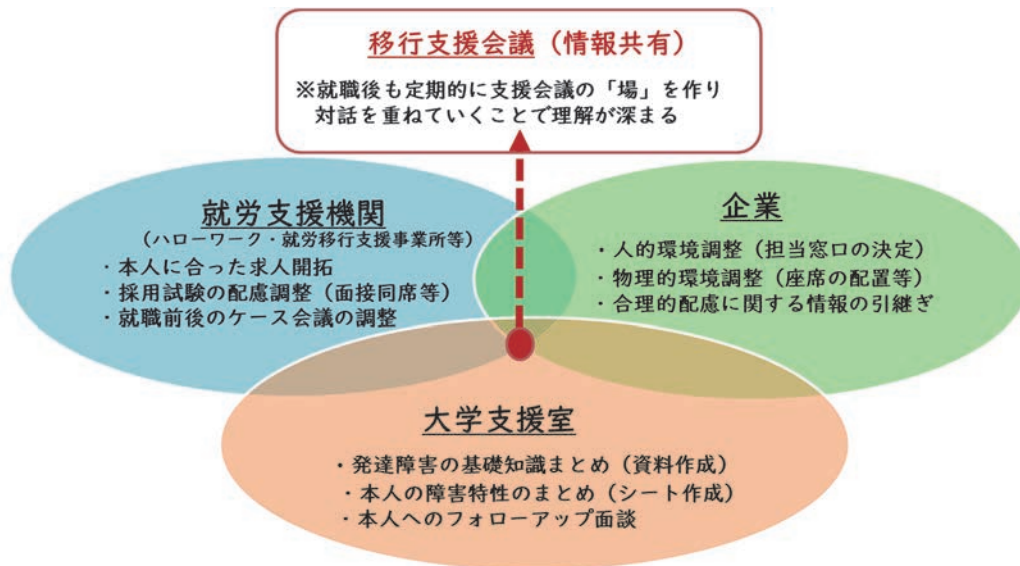 移行支援会議（情報共有）
※就職後も定期的に支援会議の「場」を作り
対話を重ねていくことで理解が深まる
就労支援機関
（ハローワーク・就労移行支援事業所等）
・本人に合った求人開拓
・採用試験の配慮調整（面接同席等）
・就職前後のケース会議の調整
企業
・人的環境調整（担当窓口の決定）
・物理的環境調整（座席の配置等）
・合理的配慮に関する情報の引継ぎ
大学支援室
・発達障害の基礎知識まとめ（資料作成）
・本人の障害特性のまとめ（シート作成）
・本人へのフォローアップ面談